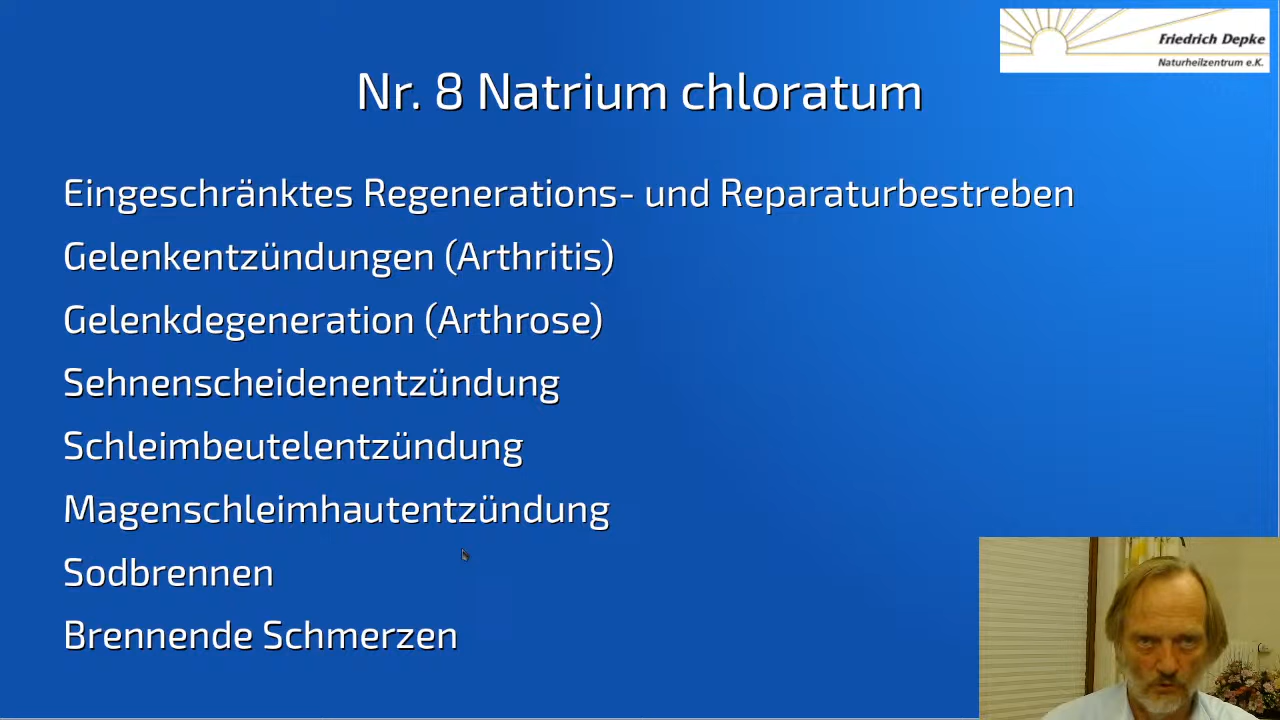 Friedrich Depke
Naturheilzentrum e.K.
Nr. 8 Natrium chloratum
Eingeschränktes Regenerations- und Reparaturbestreben
Gelenkentzündungen (Arthritis)
Gelenkdegeneration (Arthrose)
Sehnenscheidenentzündung
Schleimbeutelentzündung
Magenschleimhautentzündung
Sodbrennen
Brennende Schmerzen